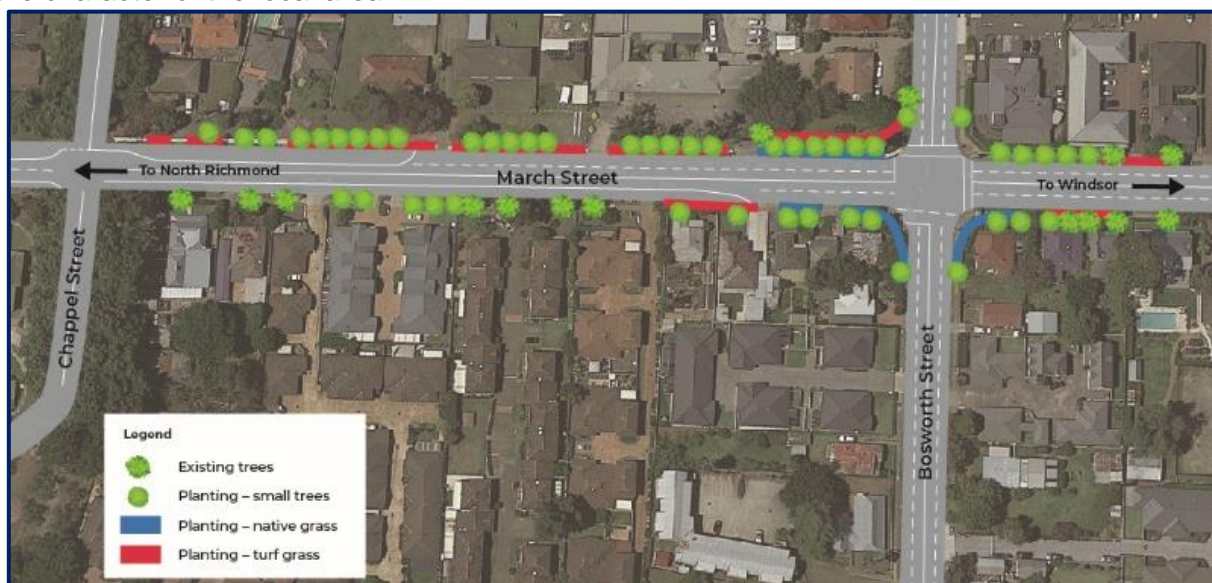 To North Richmond
March Street
To Windsor
Chappel Street
Bosworth Street
Legend
Existing trees
Planting – small trees
Planting – native grass
Planting – turf grass